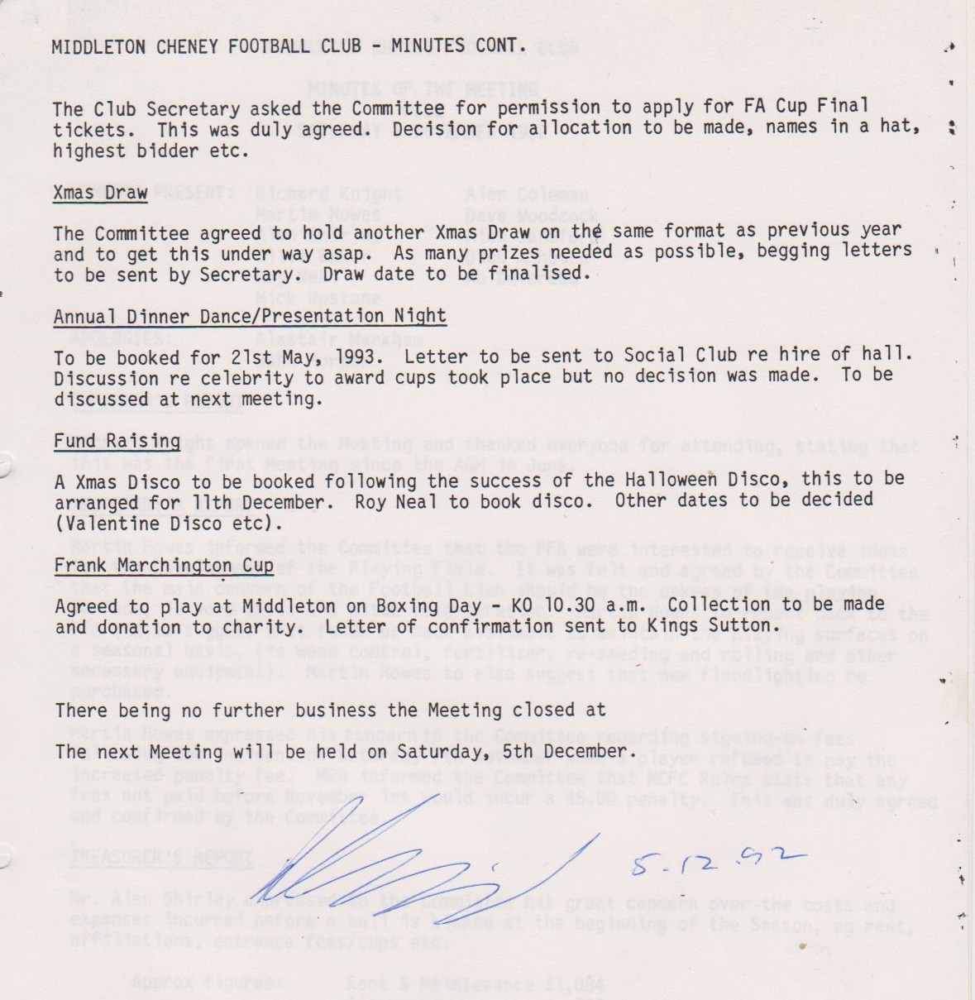 MIDDLETON CHENEY FOOTBALL CLUB - MINUTES CONT.
The Club Secretary asked the Committee for permission to apply for FA Cup Final
tickets. This was duly agreed. Decision for allocation to be made, names in a hat,
highest bidder etc.
Xmas Draw
The Committee agreed to hold another Xmas Draw on the same format as previous year
and to get this under way asap. As many prizes needed as possible, begging letters
to be sent by Secretary. Draw date to be finalised.
Annual Dinner Dance/Presentation Night
To be booked for 21st May, 1993. Letter to be sent to Social Club re hire of hall.
Discussion re celebrity to award cups took place but no decision was made. To be
discussed at next meeting.
Fund Raising
A Xmas Disco to be booked following the success of the Halloween Disco, this to be
arranged for 11th December. Roy Neal to book disco. Other dates to be decided
(Valentine Disco etc).
Frank Marchington Cup
Agreed to play at Middleton on Boxing Day - KO 10.30 a.m. Collection to be made
and donation to charity. Letter of confirmation sent to Kings Sutton.
There being no further business the Meeting closed at
The next Meeting will be held on Saturday, 5th December.
5.12.92